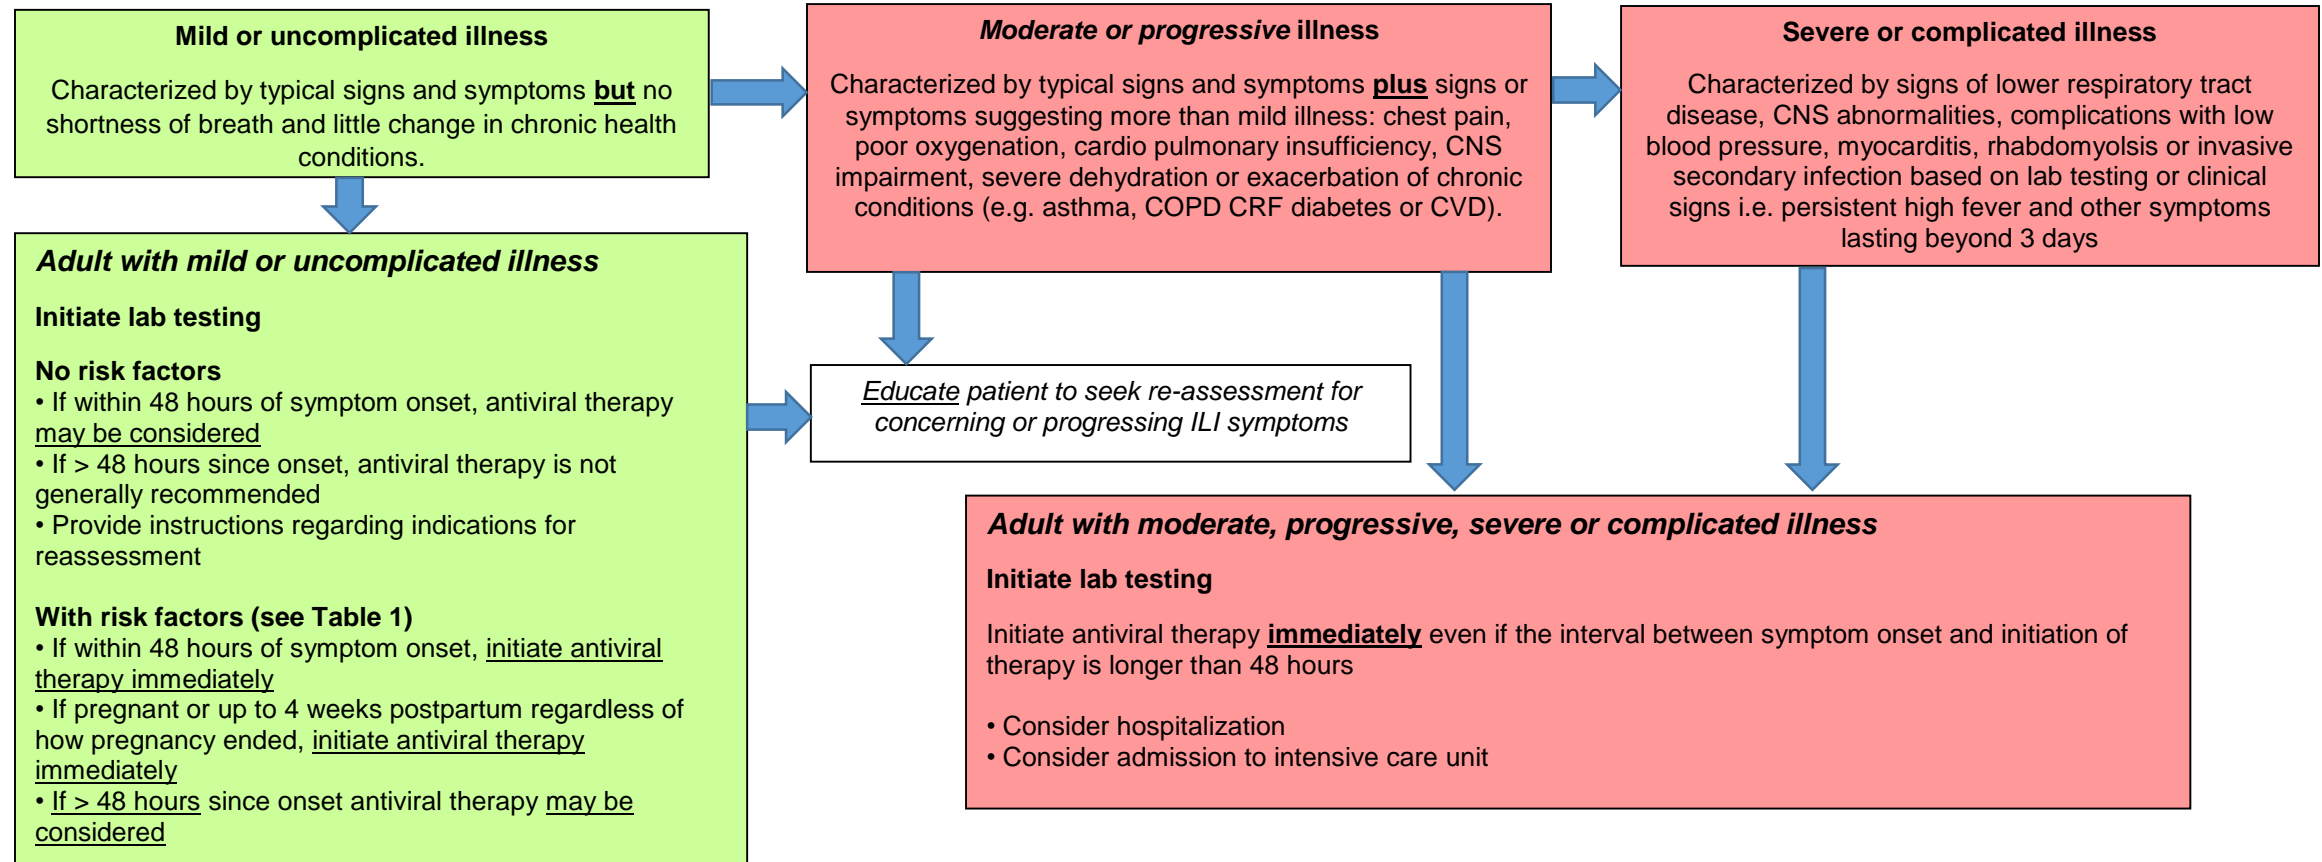 Mild or uncomplicated illness
Characterized by typical signs and symptoms but no
shortness of breath and little change in chronic health
conditions.
Moderate or progressive illness
Characterized by typical signs and symptoms plus signs or
symptoms suggesting more than mild illness: chest pain,
poor oxygenation, cardio pulmonary insufficiency, CNS
impairment, severe dehydration or exacerbation of chronic
conditions (e.g. asthma, COPD CRF diabetes or CVD).
Severe or complicated illness
Characterized by signs of lower respiratory tract
disease, CNS abnormalities, complications with low
blood pressure, myocarditis, rhabdomyolsis or invasive
secondary infection based on lab testing or clinical
signs i.e. persistent high fever and other symptoms
lasting beyond 3 days
Adult with mild or uncomplicated illness
Initiate lab testing
No risk factors
• If within 48 hours of symptom onset, antiviral therapy
may be considered
• If > 48 hours since onset, antiviral therapy is not
generally recommended
• Provide instructions regarding indications for
reassessment
With risk factors (see Table 1)
• If within 48 hours of symptom onset, initiate antiviral
therapy immediately
• If pregnant or up to 4 weeks postpartum regardless of
how pregnancy ended, initiate antiviral therapy
immediately
• If > 48 hours since onset antiviral therapy may be
considered
Educate patient to seek re-assessment for
concerning or progressing ILI symptoms
Adult with moderate, progressive, severe or complicated illness
Initiate lab testing
Initiate antiviral therapy immediately even if the interval between symptom onset and initiation of
therapy is longer than 48 hours
• Consider hospitalization
• Consider admission to intensive care unit